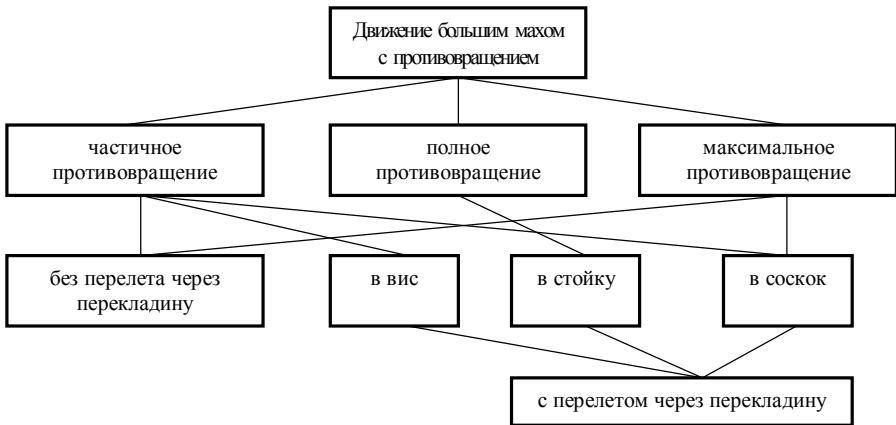 Движение большим махом
с противовращением
частичное
противовращение
полное
противовращение
максимальное
противовращение
без перелета через
перекладину
в вис
в стойку
в соскок
с перелетом через перекладину